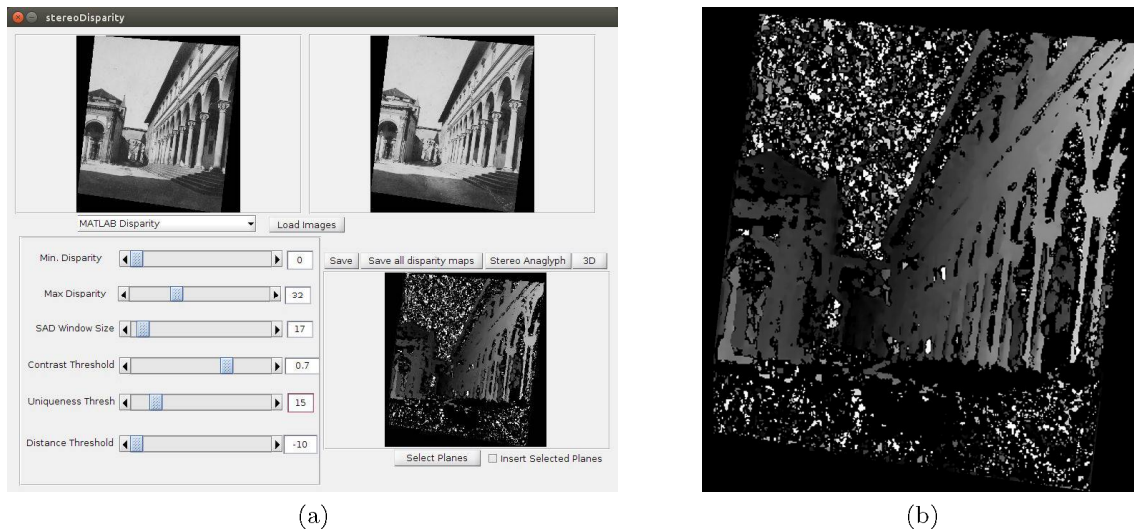 stereoDisparity
MATLAB Disparity
Load Images
Min. Disparity
0
Max Disparity
32
SAD Window Size
17
Contrast Threshold
0.7
Uniqueness Thresh
15
Distance Threshold
-10
Save
Save all disparity maps
Stereo Anaglyph
3D
Select Planes
Insert Selected Planes
(a)
(b)